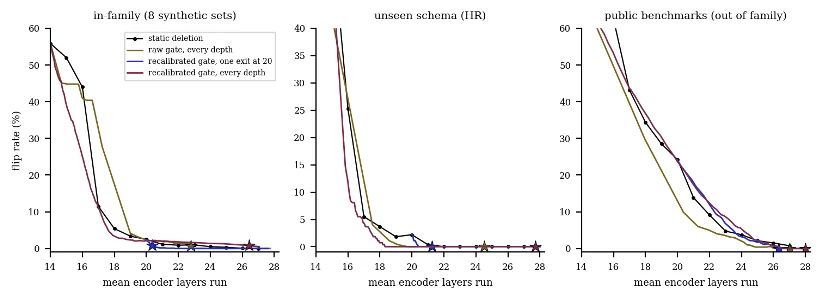 in-family (8 synthetic sets)
unseen schema (HR)
public benchmarks (out of family)
static deletion
raw gate, every depth
recalibrated gate, one exit at 20
recalibrated gate, every depth
flip rate (%)
60
50
40
30
20
10
0
14 16 18 20 22 24 26 28
mean encoder layers run
40
35
30
25
20
15
10
5
0
14 16 18 20 22 24 26 28
mean encoder layers run
60
50
40
30
20
10
0
14 16 18 20 22 24 26 28
mean encoder layers run